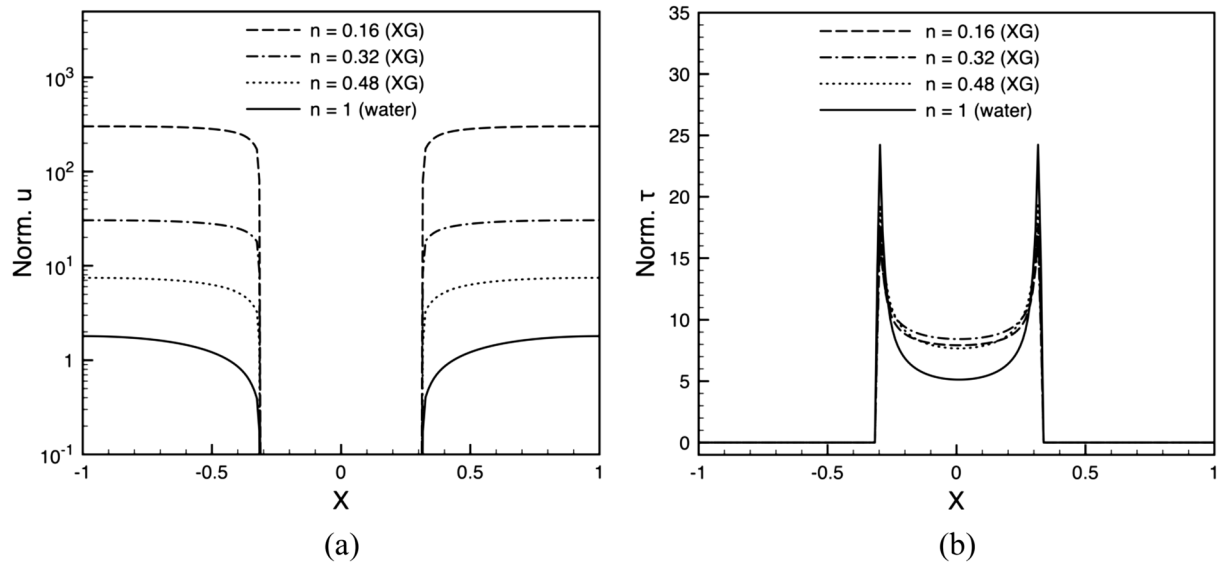 n = 0.16 (XG)
n = 0.32 (XG)
n = 0.48 (XG)
n = 1 (water)
10³
10²
10¹
1
10⁻¹
Norm. u
-1
-0.5
0
0.5
1
X
(a)
n = 0.16 (XG)
n = 0.32 (XG)
n = 0.48 (XG)
n = 1 (water)
35
30
25
20
15
10
5
0
Norm. τ
-1
-0.5
0
0.5
1
X
(b)